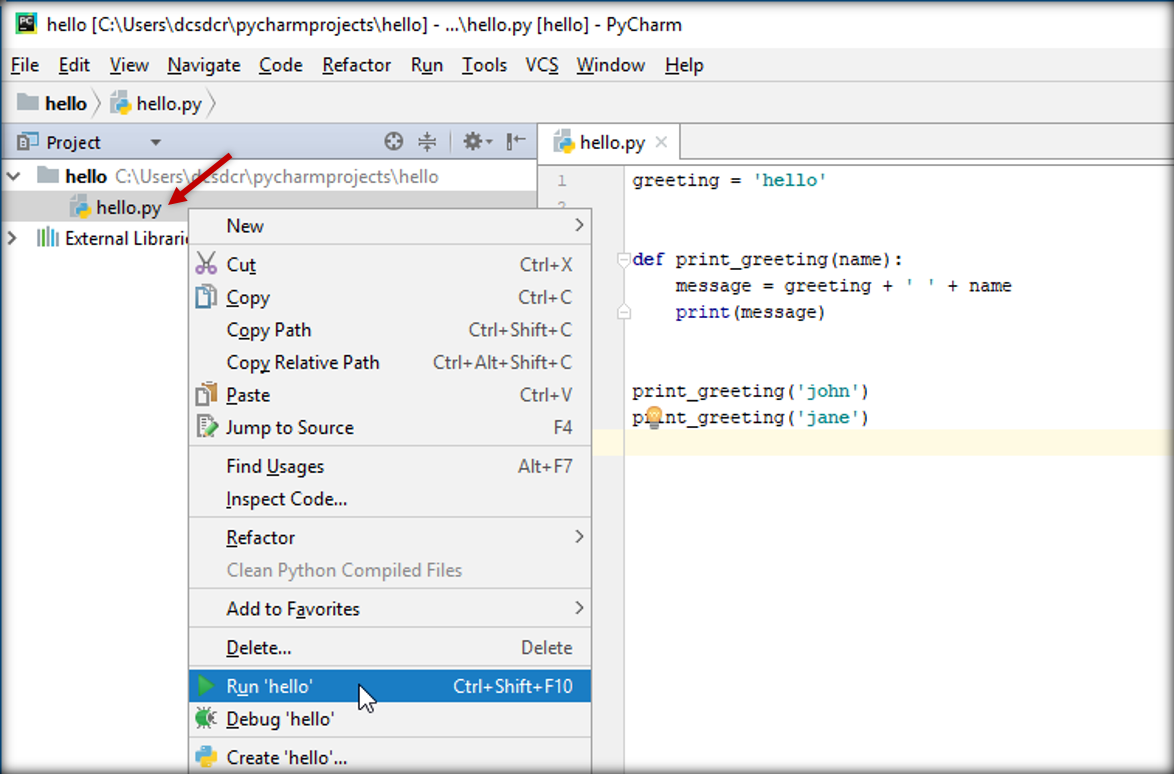 hello [C:\Users\dcsdcr\pycharmprojects\hello] - ...\hello.py [hello] - PyCharm
File Edit View Navigate Code Refactor Run Tools VCS Window Help
hello hello.py
Project
hello C:\Users\dcsdcr\pycharmprojects\hello
hello.py
External Librarie
New
Cut Ctrl+X
Copy Ctrl+C
Copy Path Ctrl+Shift+C
Copy Relative Path Ctrl+Alt+Shift+C
Paste Ctrl+V
Jump to Source F4
Find Usages Alt+F7
Inspect Code...
Refactor
Clean Python Compiled Files
Add to Favorites
Delete... Delete
Run 'hello' Ctrl+Shift+F10
Debug 'hello'
Create 'hello'...
hello.py
1 greeting = 'hello'
2
def print_greeting(name):
message = greeting + ' ' + name
print(message)
print_greeting('john')
print_greeting('jane')